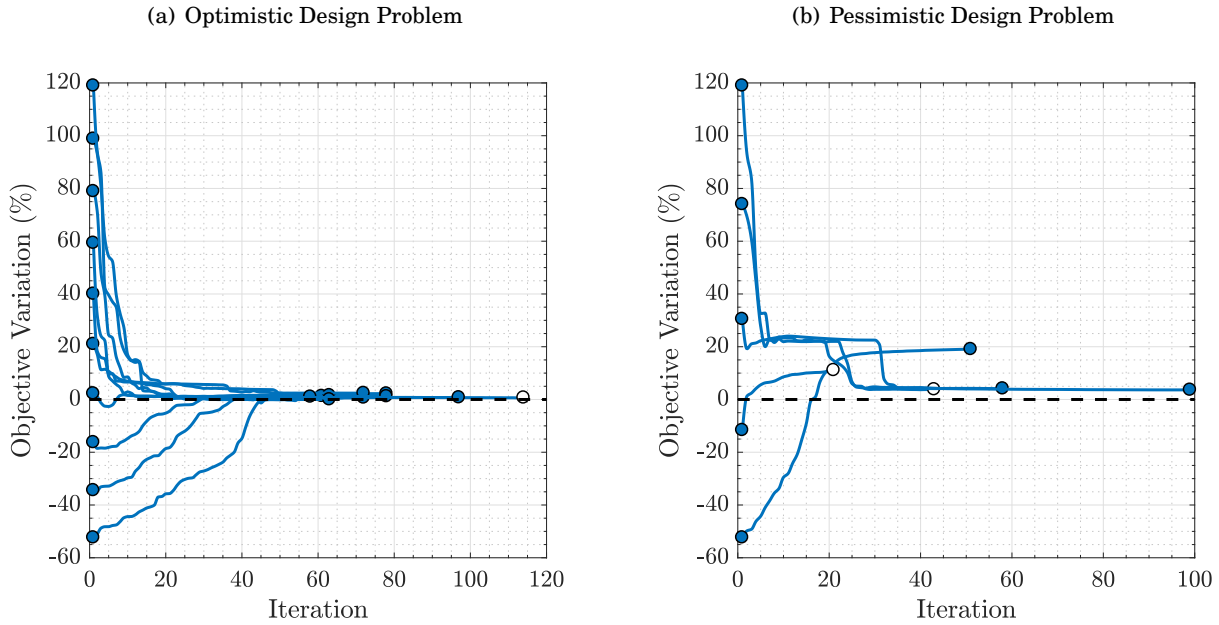 (a) Optimistic Design Problem
120
100
80
60
40
20
0
-20
-40
-60
Objective Variation (%)
0 20 40 60 80 100 120
Iteration
(b) Pessimistic Design Problem
120
100
80
60
40
20
0
-20
-40
-60
Objective Variation (%)
0 20 40 60 80 100
Iteration